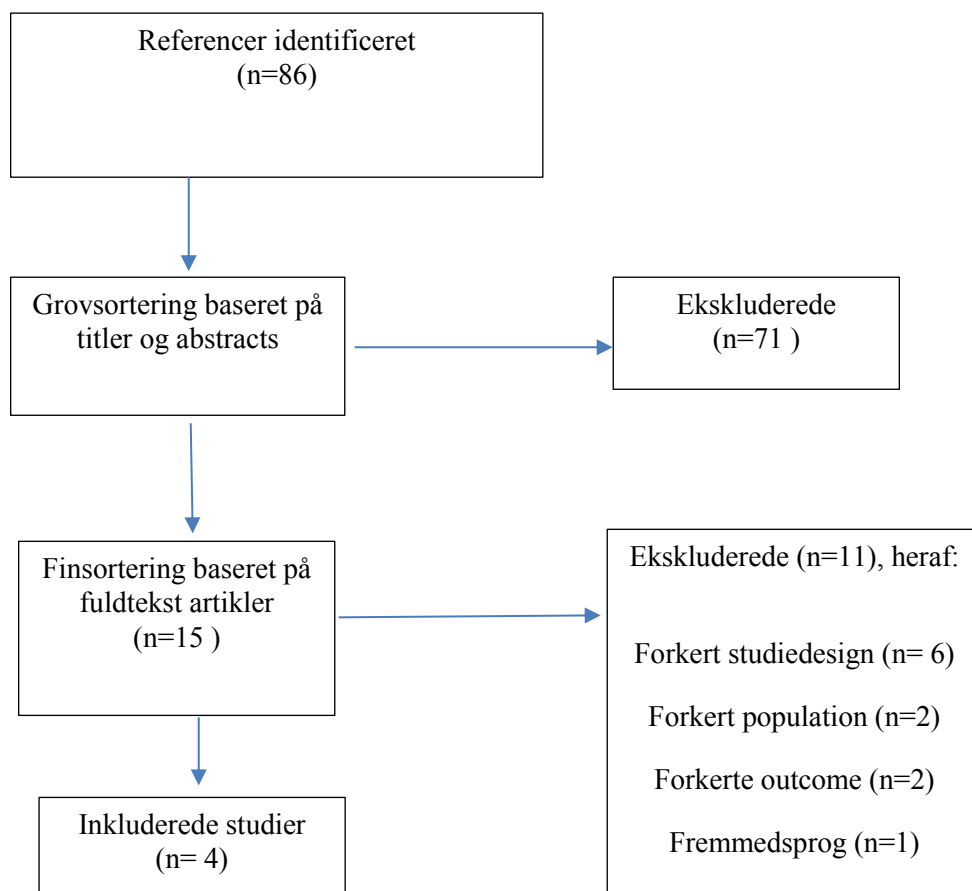 Referencer identificeret
(n=86)
Grovsortering baseret på
titler og abstracts
Ekskluderede
(n=71 )
Finsortering baseret på
fuldtekst artikler
(n=15 )
Ekskluderede (n=11), heraf:
Forkert studiedesign (n= 6)
Forkert population (n=2)
Forkerte outcome (n=2)
Fremmedsprog (n=1)
Inkluderede studier
(n= 4)